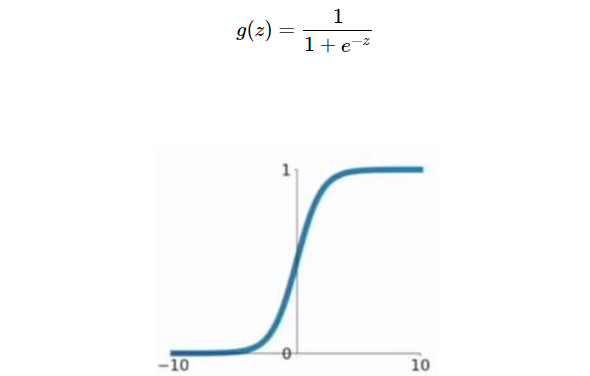 g(z) = 1 / (1 + e^{-z})
1
0
-10
10